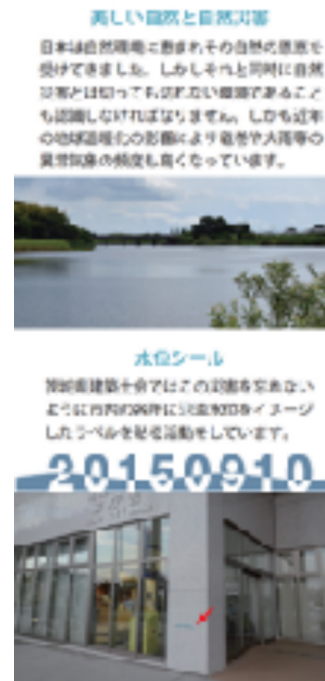 美しい自然と自然災害
日本は自然環境に恵まれその自然の恩恵を
受けてきました。しかしそれと同時に自然
災害とは切っても切れない環境であること
も認識しなければなりません。しかも近年
の地球温暖化の影響により竜巻や大雨等の
異常気象の頻度も高くなっています。
水位シール
茨城県建築士会ではこの災害を忘れない
ように市内の各所に浸水水位をイメージ
したラベルを貼る活動をしています。
20150910